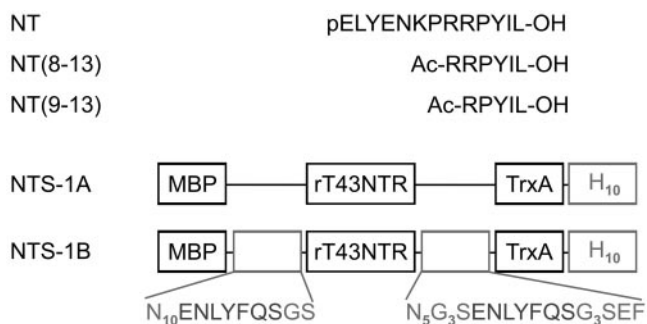 NT pELYENKPRRPYIL-OH
NT(8-13) Ac-RRPYIL-OH
NT(9-13) Ac-RPYIL-OH
NTS-1A MBP rT43NTR TrxA H₁₀
NTS-1B MBP rT43NTR TrxA H₁₀
N₁₀ENLYFQSGS N₅G₃SENLYFQSG₃SEF